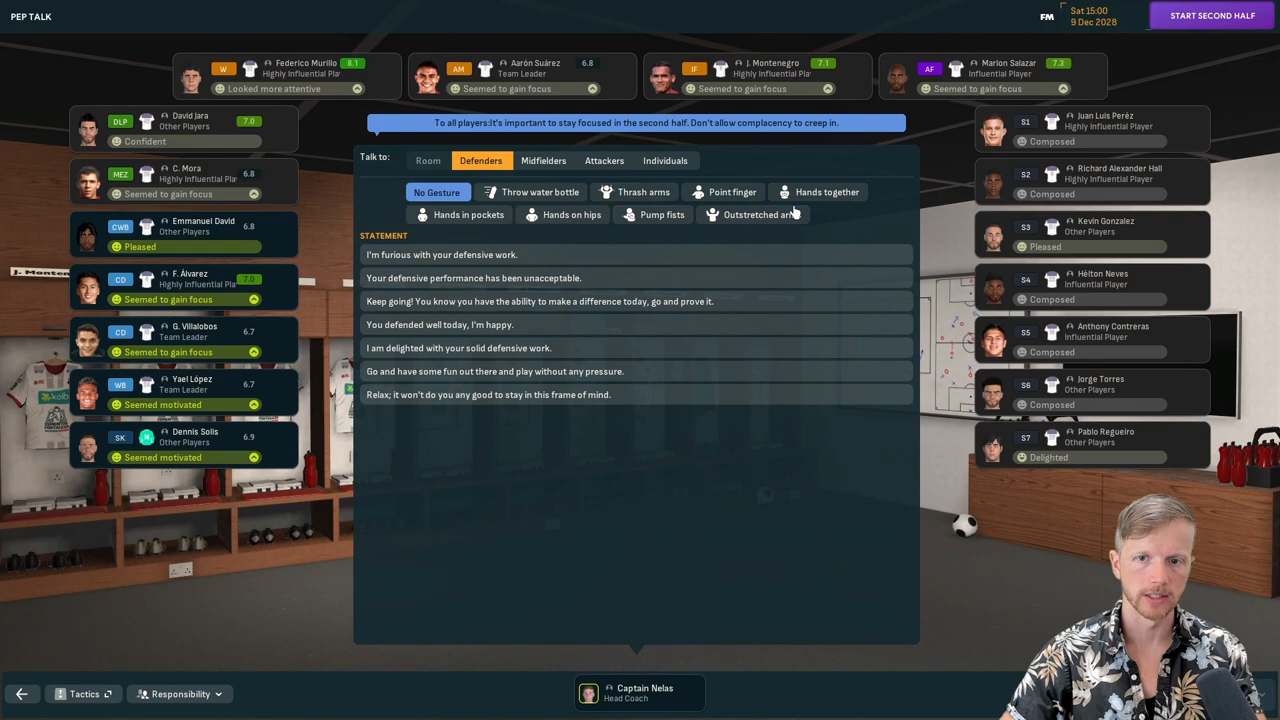 PEP TALK
FM
Sat 15:00
9 Dec 2028
START SECOND HALF
W
Federico Murillo
8.1
Highly Influential Pla
Looked more attentive
AM
Aarón Suárez
6.8
Team Leader
Seemed to gain focus
IF
J. Montenegro
7.1
Highly Influential Pla
Seemed to gain focus
AF
Marlon Salazar
7.3
Influential Player
Seemed to gain focus
To all players:It's important to stay focused in the second half. Don't allow complacency to creep in.
DLP
David Jara
7.0
Other Players
Confident
MEZ
C. Mora
6.8
Other Players
Seemed to gain focus
CWB
Emmanuel David
6.8
Other Players
Pleased
CD
F. Álvarez
7.0
Highly Influential Pla
Seemed to gain focus
CD
G. Villalobos
6.7
Team Leader
Seemed to gain focus
WB
Yael López
6.7
Team Leader
Seemed motivated
SK
Dennis Solis
6.9
Other Players
Seemed motivated
Talk to:
Room
Defenders
Midfielders
Attackers
Individuals
No Gesture
Throw water bottle
Thrash arms
Point finger
Hands together
Hands in pockets
Hands on hips
Pump fists
Outstretched
STATEMENT
I'm furious with your defensive work.
Your defensive performance has been unacceptable.
Keep going! You know you have the ability to make a difference today, go and prove it.
You defended well today, I'm happy.
I am delighted with your solid defensive work.
Go and have some fun out there and play without any pressure.
Relax; it won't do you any good to stay in this frame of mind.
S1
Juan Luis Peréz
Highly Influential Player
Composed
S2
Richard Alexander Hall
Highly Influential Player
Composed
S3
Kevin Gonzalez
Other Players
Pleased
S4
Hélton Neves
Influential Player
Composed
S5
Anthony Contreras
Influential Player
Composed
S6
Jorge Torres
Other Players
Composed
S7
Pablo Regueiro
Other Players
Delighted
J. Monten
Tactics
Responsibility
Captain Nelas
Head Coach